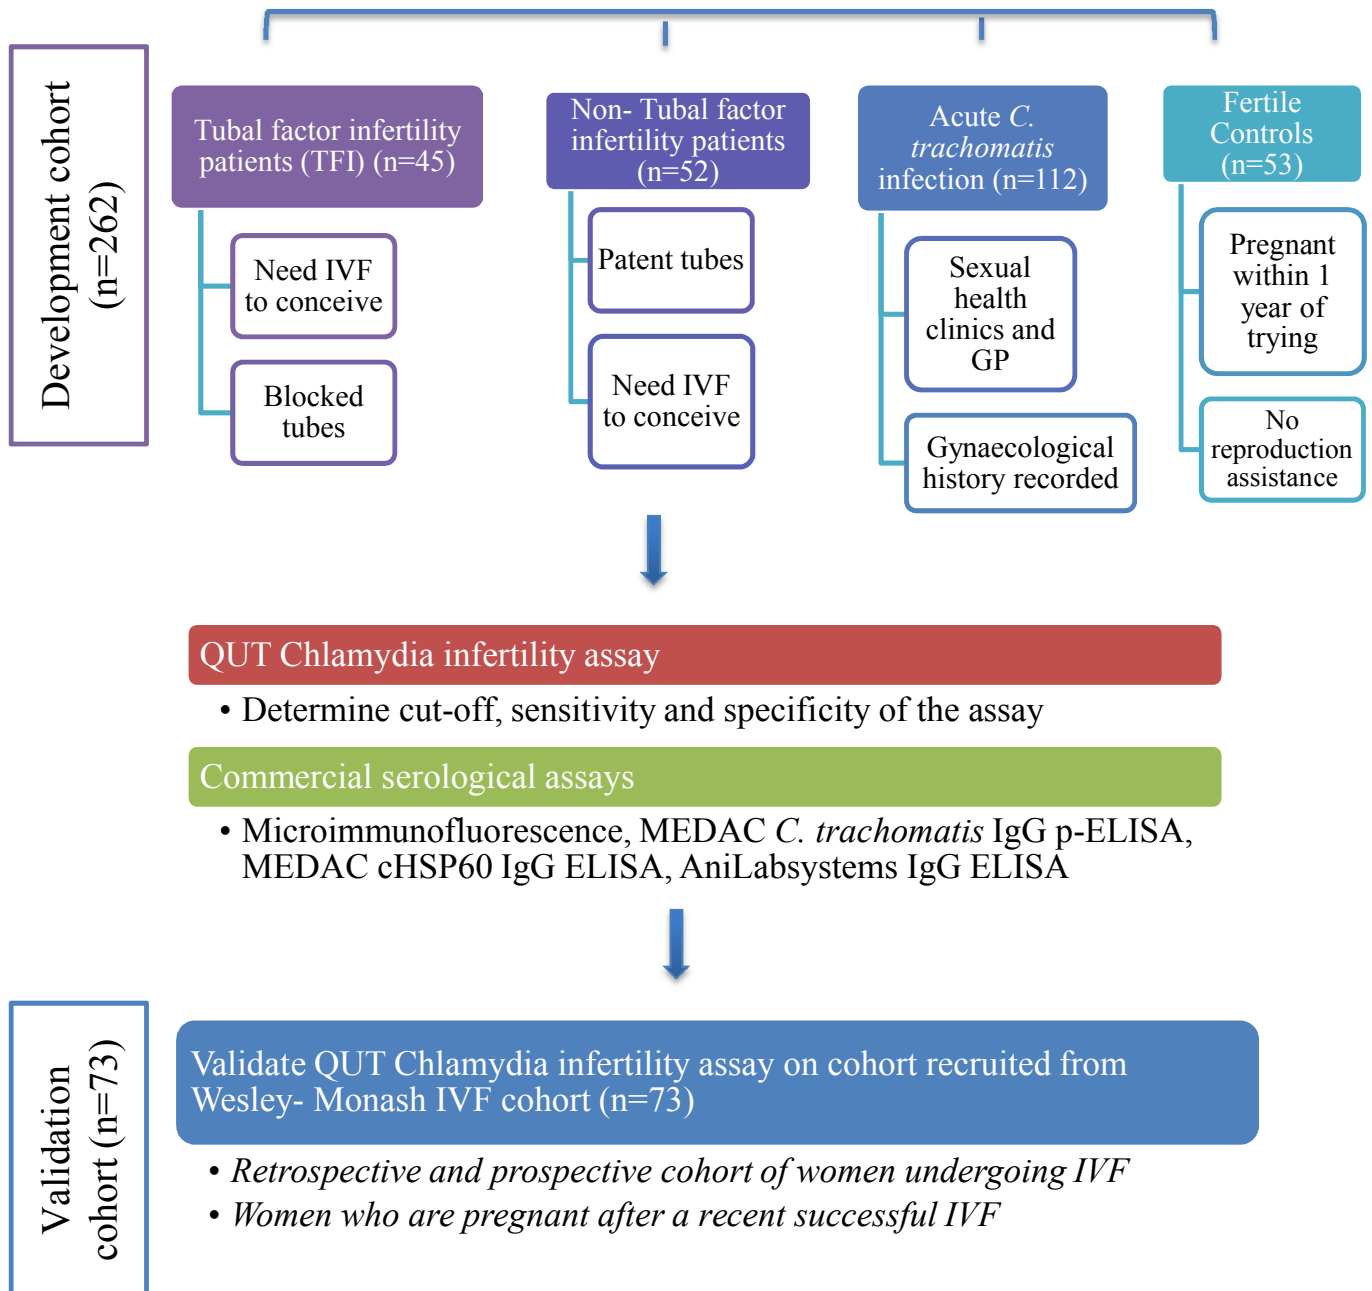 Development cohort
(n=262)
Tubal factor infertility
patients (TFI) (n=45)
Need IVF
to conceive
Blocked
tubes
Non- Tubal factor
infertility patients
(n=52)
Patent tubes
Need IVF
to conceive
Acute C.
trachomatis
infection (n=112)
Sexual
health
clinics and
GP
Gynaecological
history recorded
Fertile
Controls
(n=53)
Pregnant
within 1
year of
trying
No
reproduction
assistance
QUT Chlamydia infertility assay
• Determine cut-off, sensitivity and specificity of the assay
Commercial serological assays
• Microimmunofluorescence, MEDAC C. trachomatis IgG p-ELISA,
MEDAC cHSP60 IgG ELISA, AniLabsystems IgG ELISA
Validation
cohort (n=73)
Validate QUT Chlamydia infertility assay on cohort recruited from
Wesley- Monash IVF cohort (n=73)
• Retrospective and prospective cohort of women undergoing IVF
• Women who are pregnant after a recent successful IVF